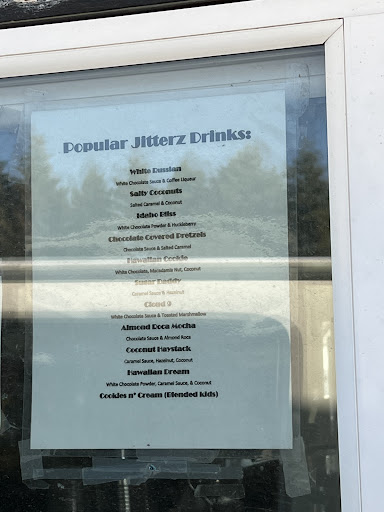 Popular Jitterz Drinks:
White Russian
White Chocolate Sauce & Coffee Liqueur
Salty Coconuts
Salted Caramel & Coconut
Idaho Bliss
White Chocolate Powder & Huckleberry
Chocolate Covered Pretzels
Chocolate Sauce & Salted Caramel
Hawaiian Cookie
White Chocolate, Macadamia Nut, Coconut
Sugar Daddy
Caramel Sauce & Hazelnut
Cloud 9
White Chocolate Sauce & Toasted Marshmallow
Almond Roca Mocha
Chocolate Sauce & Almond Roca
Coconut Haystack
Caramel Sauce, Hazelnut, Coconut
Hawaiian Dream
White Chocolate Powder, Caramel Sauce, & Coconut
Cookies n' Cream (Blended kids)